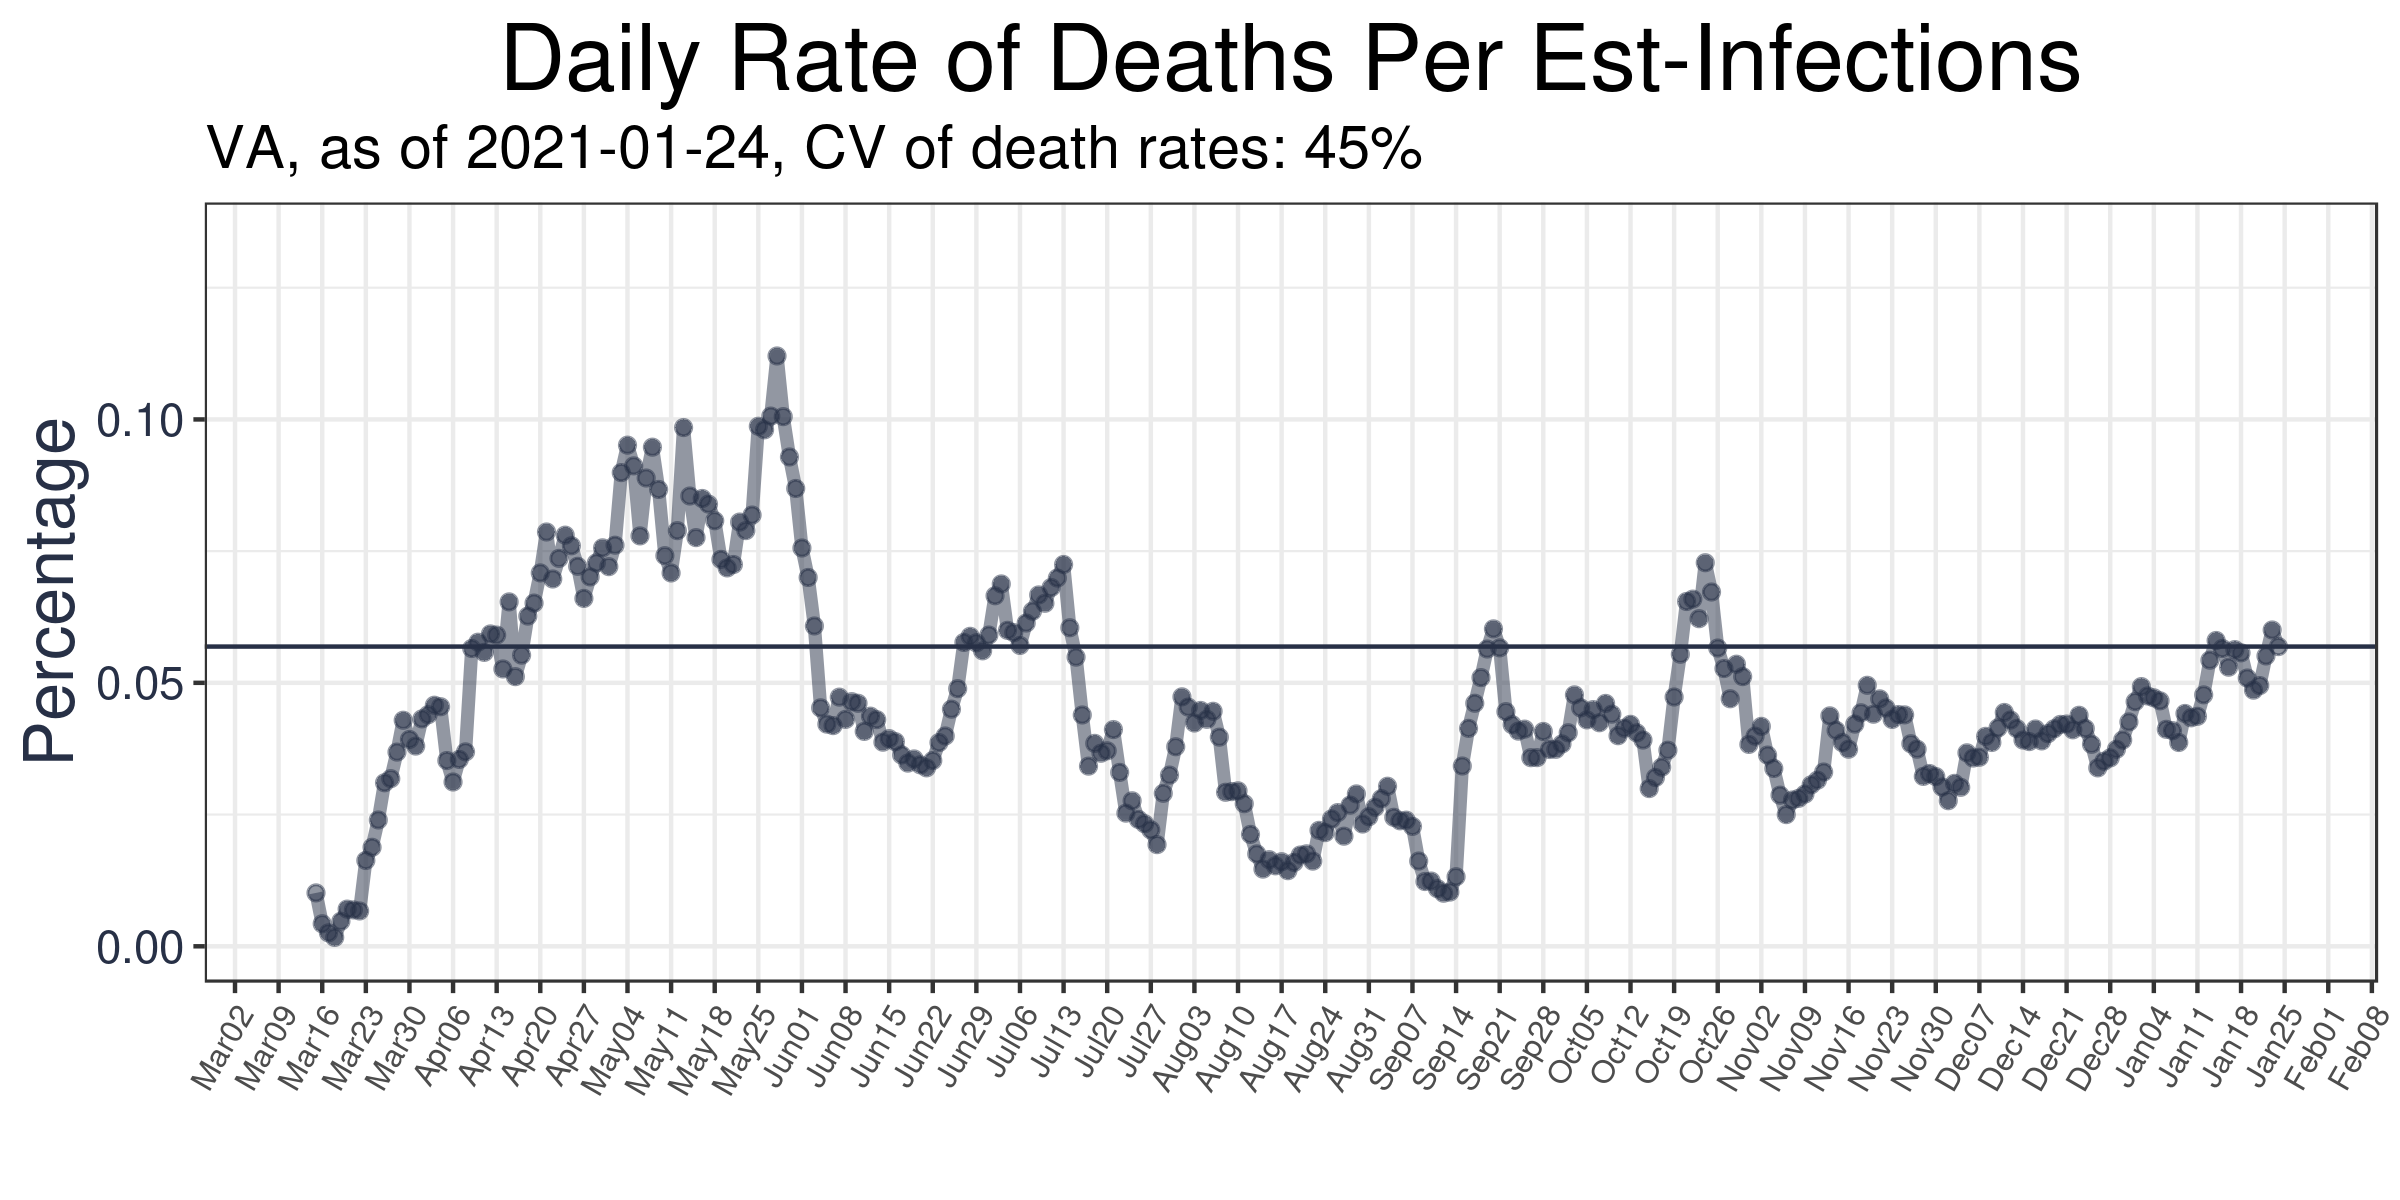 Daily Rate of Deaths Per Est-Infections
VA, as of 2021-01-24, CV of death rates: 45%
Percentage
0.10
0.05
0.00
Mar02
Mar09
Mar16
Mar23
Mar30
Apr06
Apr13
Apr20
Apr27
May04
May11
May18
May25
Jun01
Jun08
Jun15
Jun22
Jun29
Jul06
Jul13
Jul20
Jul27
Aug03
Aug10
Aug17
Aug24
Aug31
Sep07
Sep14
Sep21
Sep28
Oct05
Oct12
Oct19
Oct26
Nov02
Nov09
Nov16
Nov23
Nov30
Dec07
Dec14
Dec21
Dec28
Jan04
Jan11
Jan18
Jan25
Feb01
Feb08